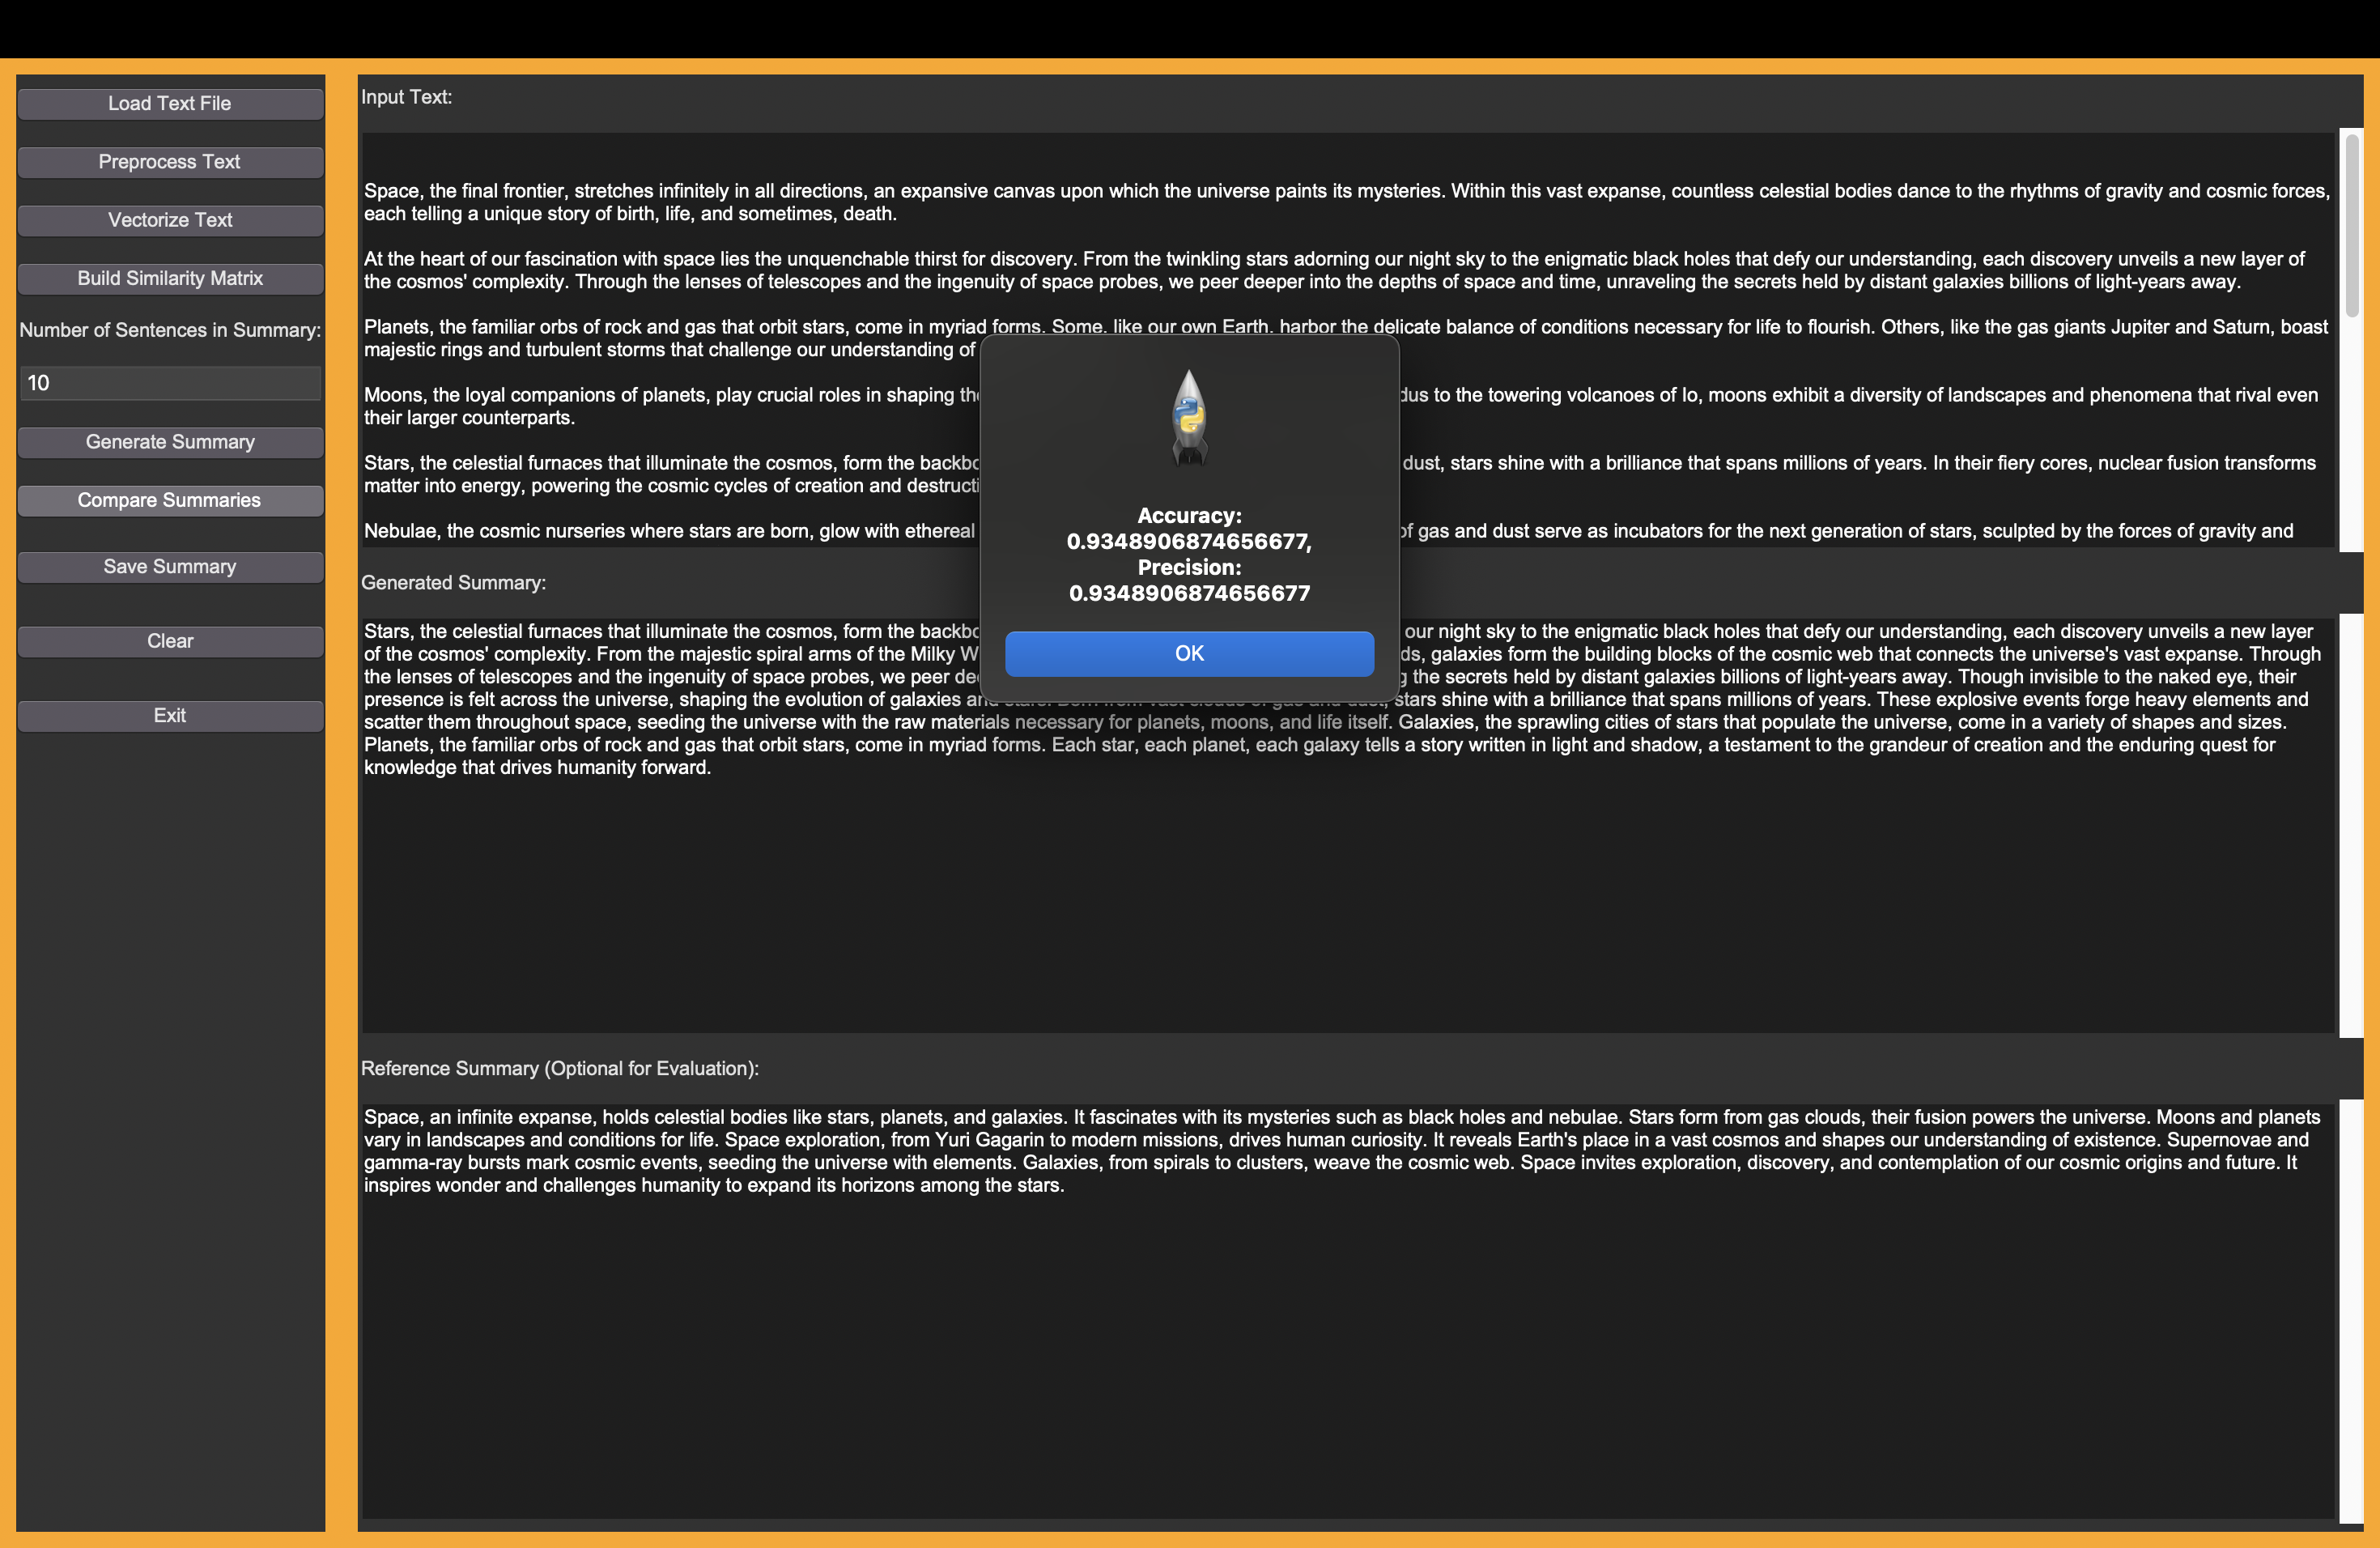 Load Text File
Preprocess Text
Vectorize Text
Build Similarity Matrix
Number of Sentences in Summary:
10
Generate Summary
Compare Summaries
Save Summary
Clear
Exit
Input Text:
Space, the final frontier, stretches infinitely in all directions, an expansive canvas upon which the universe paints its mysteries. Within this vast expanse, countless celestial bodies dance to the rhythms of gravity and cosmic forces,
each telling a unique story of birth, life, and sometimes, death.
At the heart of our fascination with space lies the unquenchable thirst for discovery. From the twinkling stars adorning our night sky to the enigmatic black holes that defy our understanding, each discovery unveils a new layer of
the cosmos' complexity. Through the lenses of telescopes and the ingenuity of space probes, we peer deeper into the depths of space and time, unraveling the secrets held by distant galaxies billions of light-years away.
Planets, the familiar orbs of rock and gas that orbit stars, come in myriad forms. Some, like our own Earth, harbor the delicate balance of conditions necessary for life to flourish. Others, like the gas giants Jupiter and Saturn, boast
majestic rings and turbulent storms that challenge our understanding of
Moons, the loyal companions of planets, play crucial roles in shaping to the towering volcanoes of Io, moons exhibit a diversity of landscapes and phenomena that rival even
their larger counterparts.
Stars, the celestial furnaces that illuminate the cosmos, form the dust, stars shine with a brilliance that spans millions of years. In their fiery cores, nuclear fusion transforms
matter into energy, powering the cosmic cycles of creation and
Nebulae, the cosmic nurseries where stars are born, glow with ethereal of gas and dust serve as incubators for the next generation of stars, sculpted by the forces of gravity and
Accuracy:
0.9348906874656677,
Precision:
0.9348906874656677
OK
Generated Summary:
Stars, the celestial furnaces that illuminate the cosmos, form the our night sky to the enigmatic black holes that defy our understanding, each discovery unveils a new layer
of the cosmos' complexity. From the majestic spiral arms of the Milky galaxies form the building blocks of the cosmic web that connects the universe's vast expanse. Through
the lenses of telescopes and the ingenuity of space probes, we peer the secrets held by distant galaxies billions of light-years away. Though invisible to the naked eye, their
presence is felt across the universe, shaping the evolution of galaxies and stars. Born from vast clouds of gas and dust, stars shine with a brilliance that spans millions of years. These explosive events forge heavy elements and
scatter them throughout space, seeding the universe with the raw materials necessary for planets, moons, and life itself. Galaxies, the sprawling cities of stars that populate the universe, come in a variety of shapes and sizes.
Planets, the familiar orbs of rock and gas that orbit stars, come in myriad forms. Each star, each planet, each galaxy tells a story written in light and shadow, a testament to the grandeur of creation and the enduring quest for
knowledge that drives humanity forward.
Reference Summary (Optional for Evaluation):
Space, an infinite expanse, holds celestial bodies like stars, planets, and galaxies. It fascinates with its mysteries such as black holes and nebulae. Stars form from gas clouds, their fusion powers the universe. Moons and planets
vary in landscapes and conditions for life. Space exploration, from Yuri Gagarin to modern missions, drives human curiosity. It reveals Earth's place in a vast cosmos and shapes our understanding of existence. Supernovae and
gamma-ray bursts mark cosmic events, seeding the universe with elements. Galaxies, from spirals to clusters, weave the cosmic web. Space invites exploration, discovery, and contemplation of our cosmic origins and future. It
inspires wonder and challenges humanity to expand its horizons among the stars.